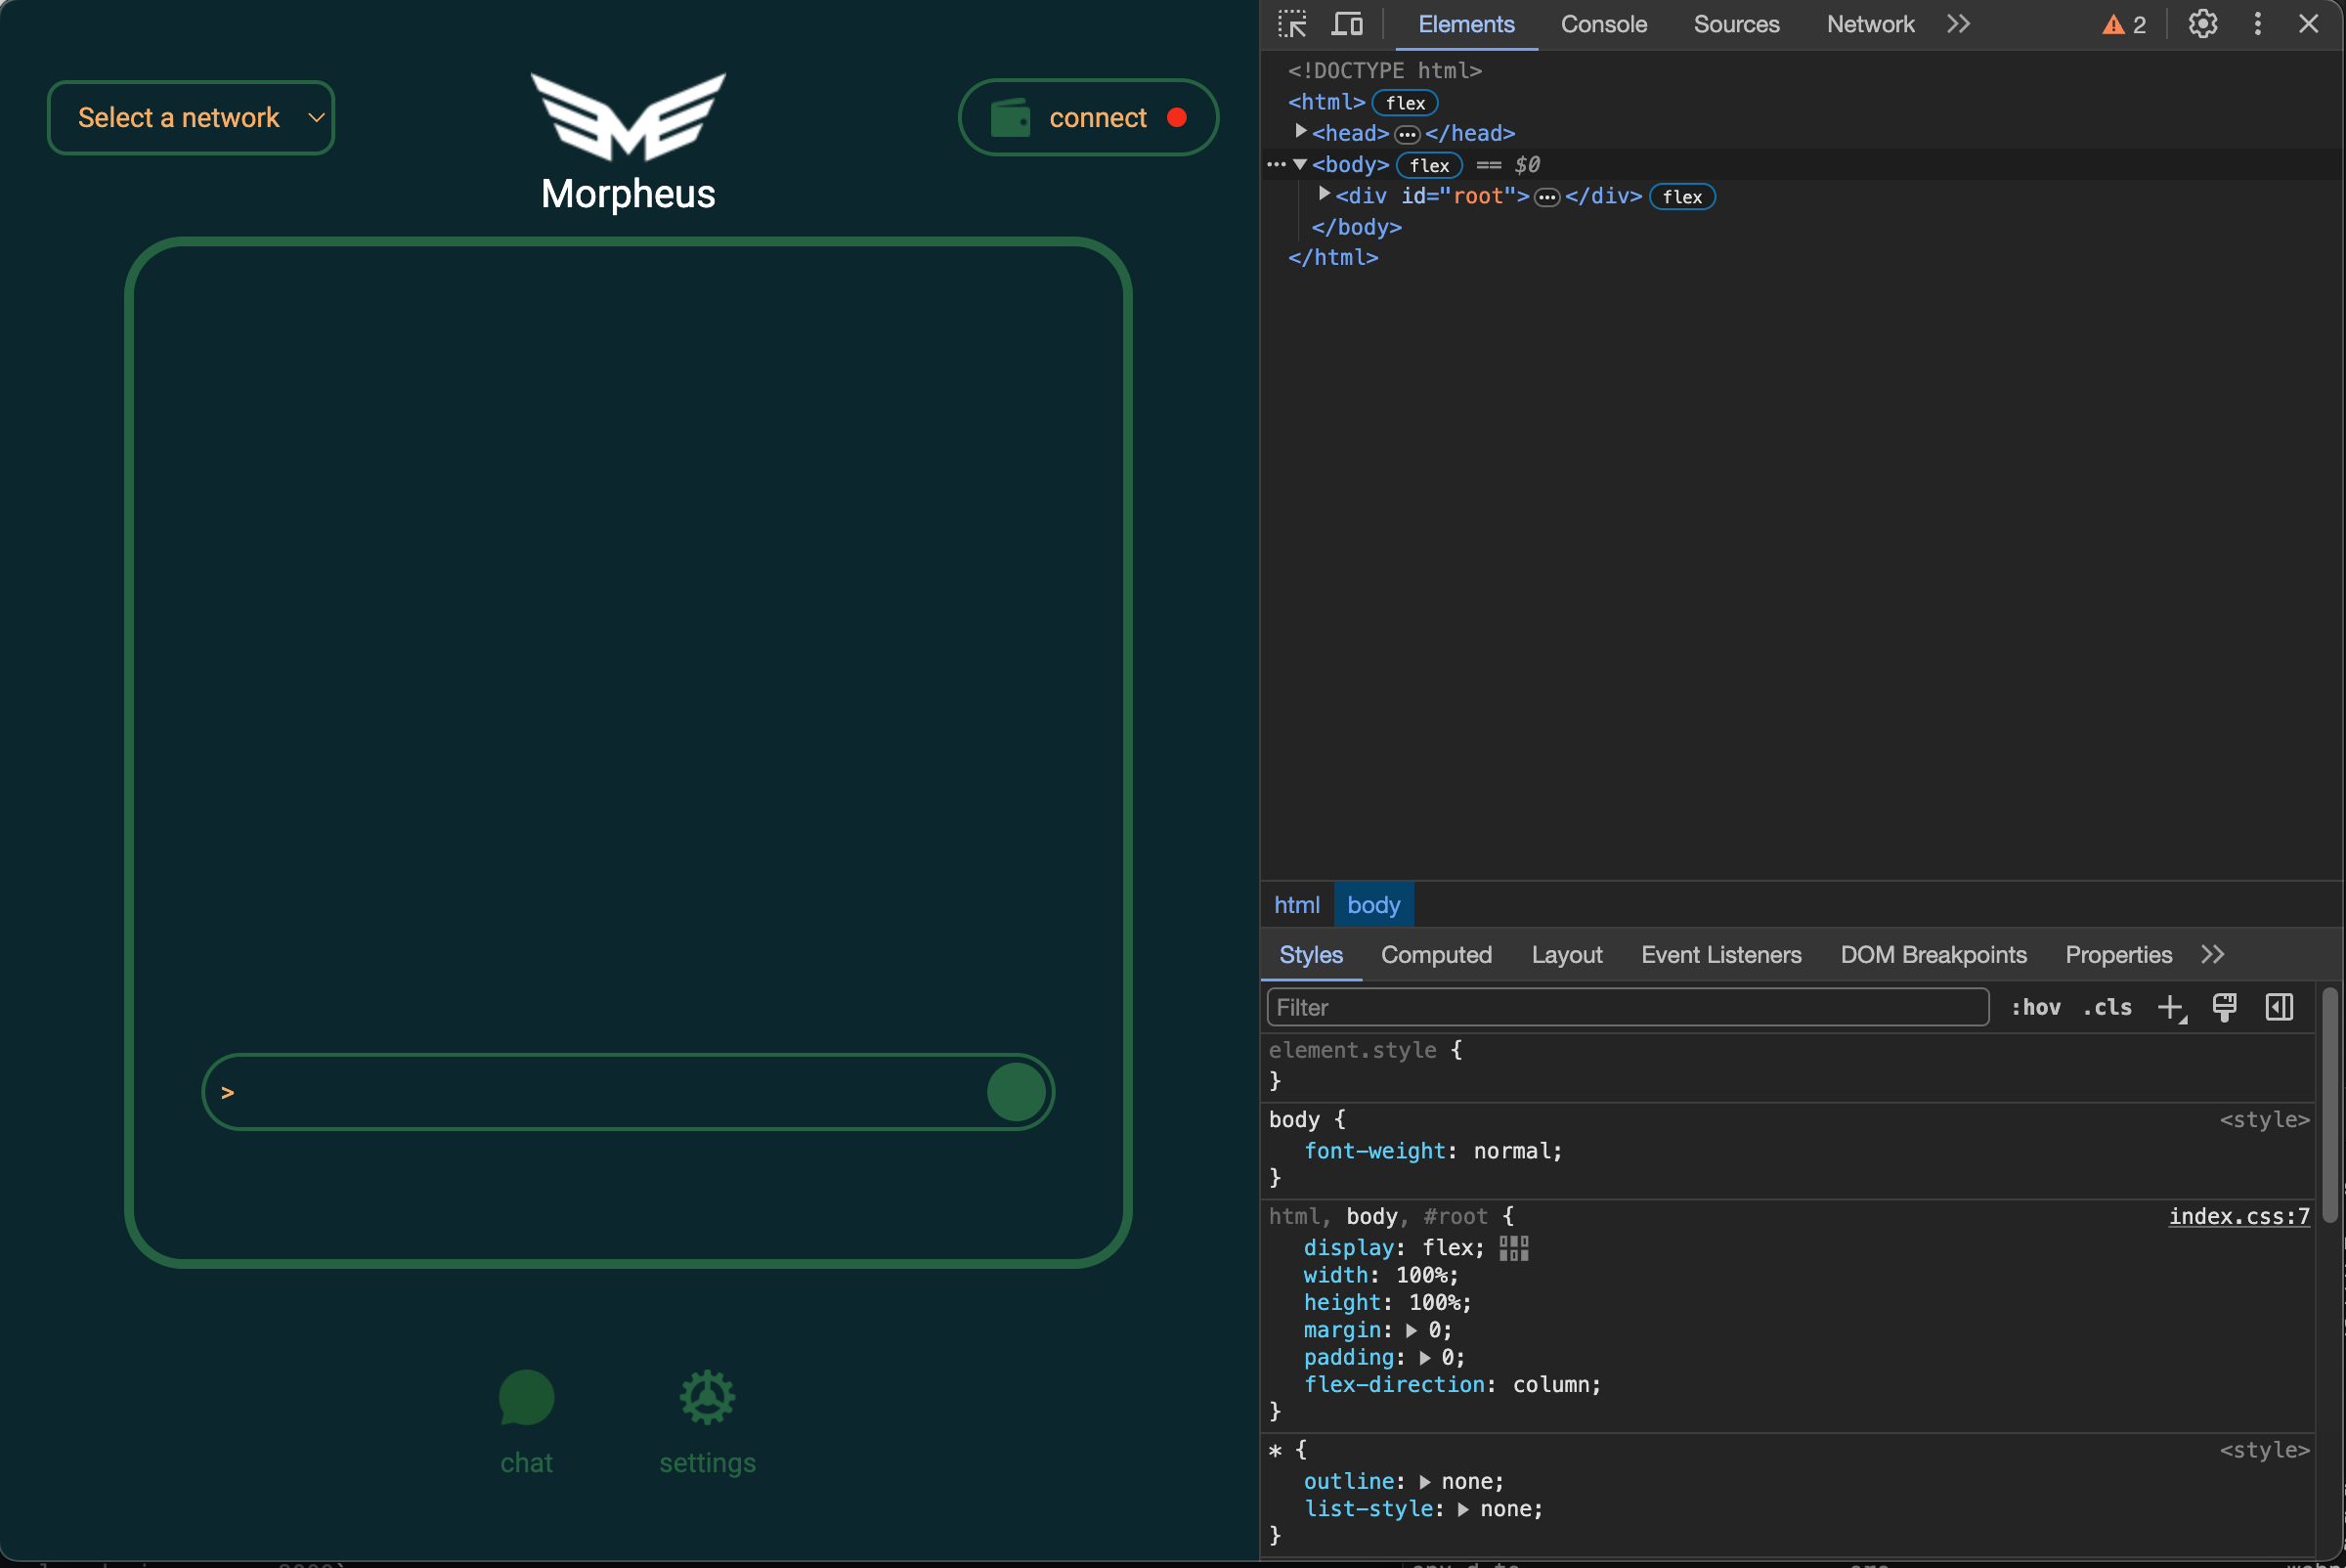 Select a network
Morpheus
connect
>
chat
settings
Elements
Console
Sources
Network
2
<!DOCTYPE html>
<html> flex
<head> ••• </head>
••• <body> flex == $0
<div id="root"> ••• </div> flex
</body>
</html>
html body
Styles
Computed
Layout
Event Listeners
DOM Breakpoints
Properties
Filter
:hov .cls
element.style {
}
body { <style>
font-weight: normal;
}
html, body, #root { index.css:7
display: flex;
width: 100%;
height: 100%;
margin: 0;
padding: 0;
flex-direction: column;
}
* { <style>
outline: none;
list-style: none;
}